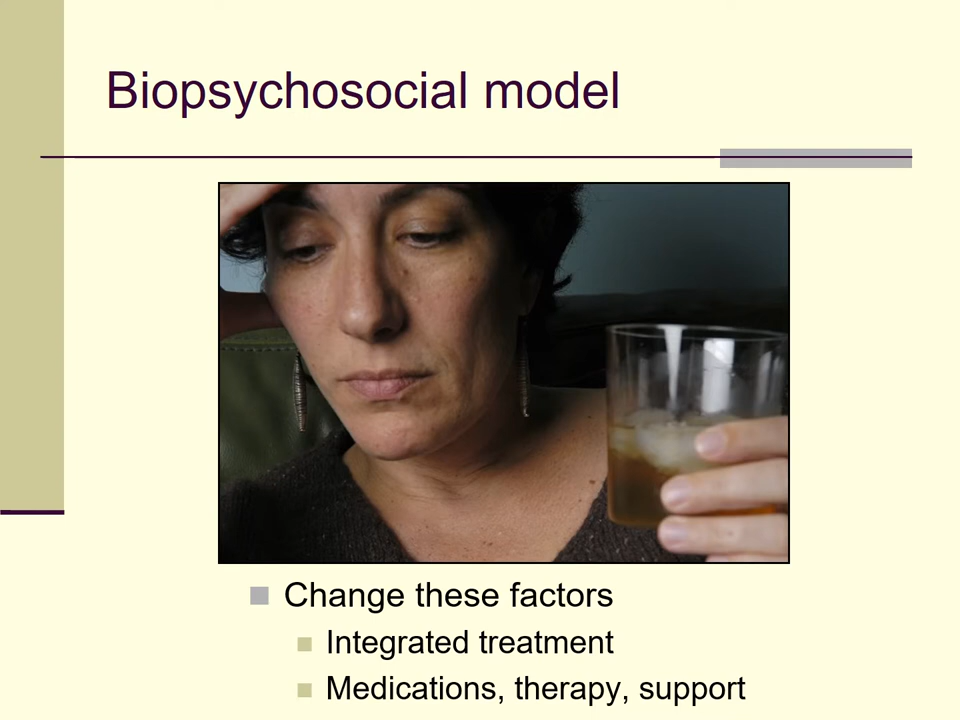 Biopsychosocial model
Change these factors
Integrated treatment
Medications, therapy, support